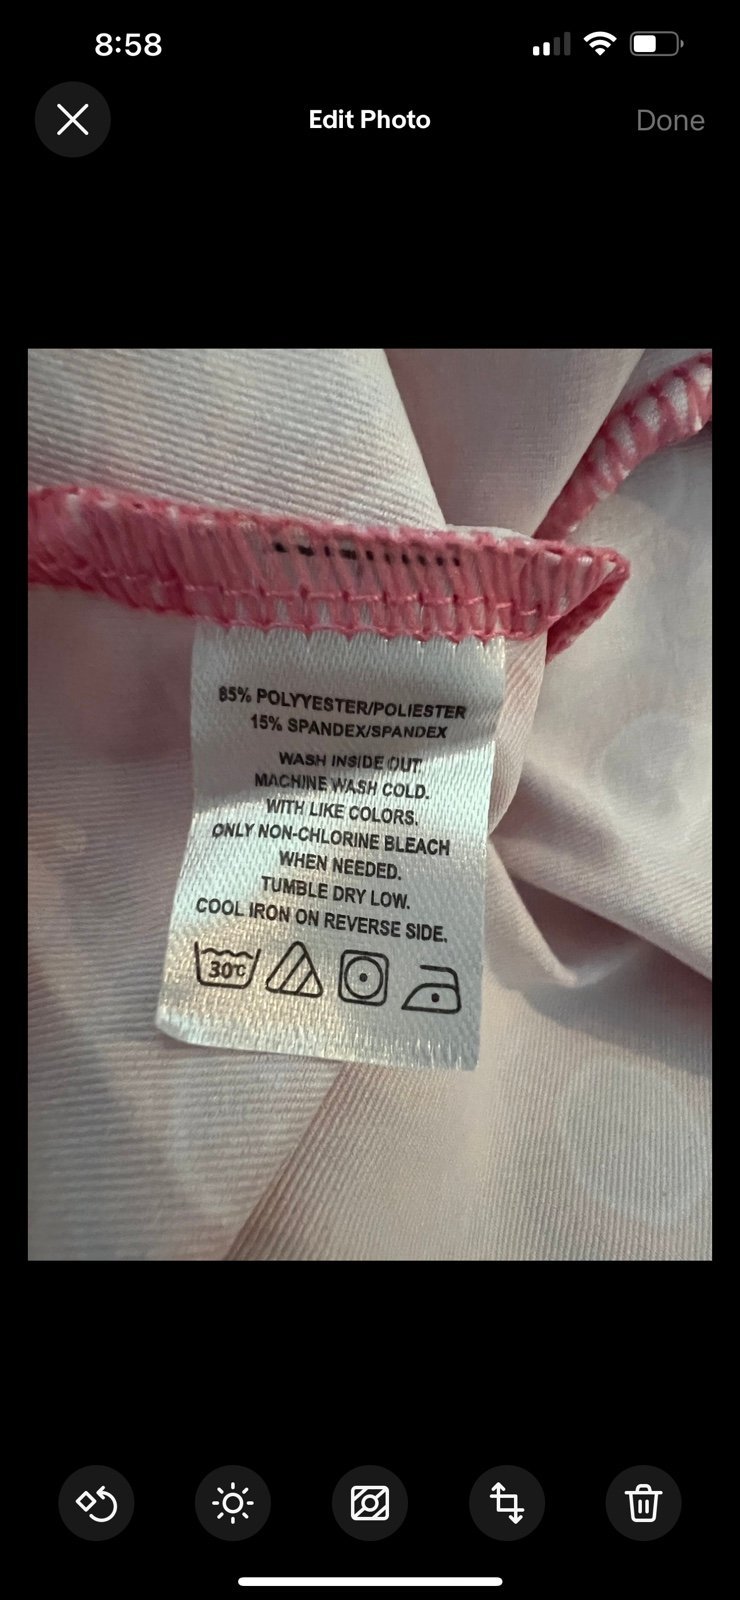 8:58
Edit Photo
Done
85% POLYYESTER/POLIESTER
15% SPANDEX/SPANDEX
WASH INSIDE OUT.
MACHINE WASH COLD.
WITH LIKE COLORS.
ONLY NON-CHLORINE BLEACH
WHEN NEEDED.
TUMBLE DRY LOW.
COOL IRON ON REVERSE SIDE.
30°C